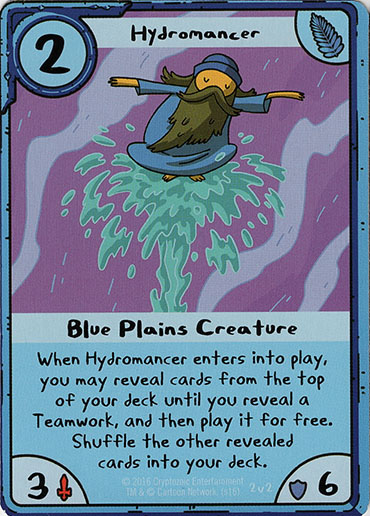 2
Hydromancer
Blue Plains Creature
When Hydromancer enters into play,
you may reveal cards from the top
of your deck until you reveal a
Teamwork, and then play it for free.
Shuffle the other revealed
cards into your deck.
© 2016 Cryptozoic Entertainment
TM & © Cartoon Network. (s16)
3
6